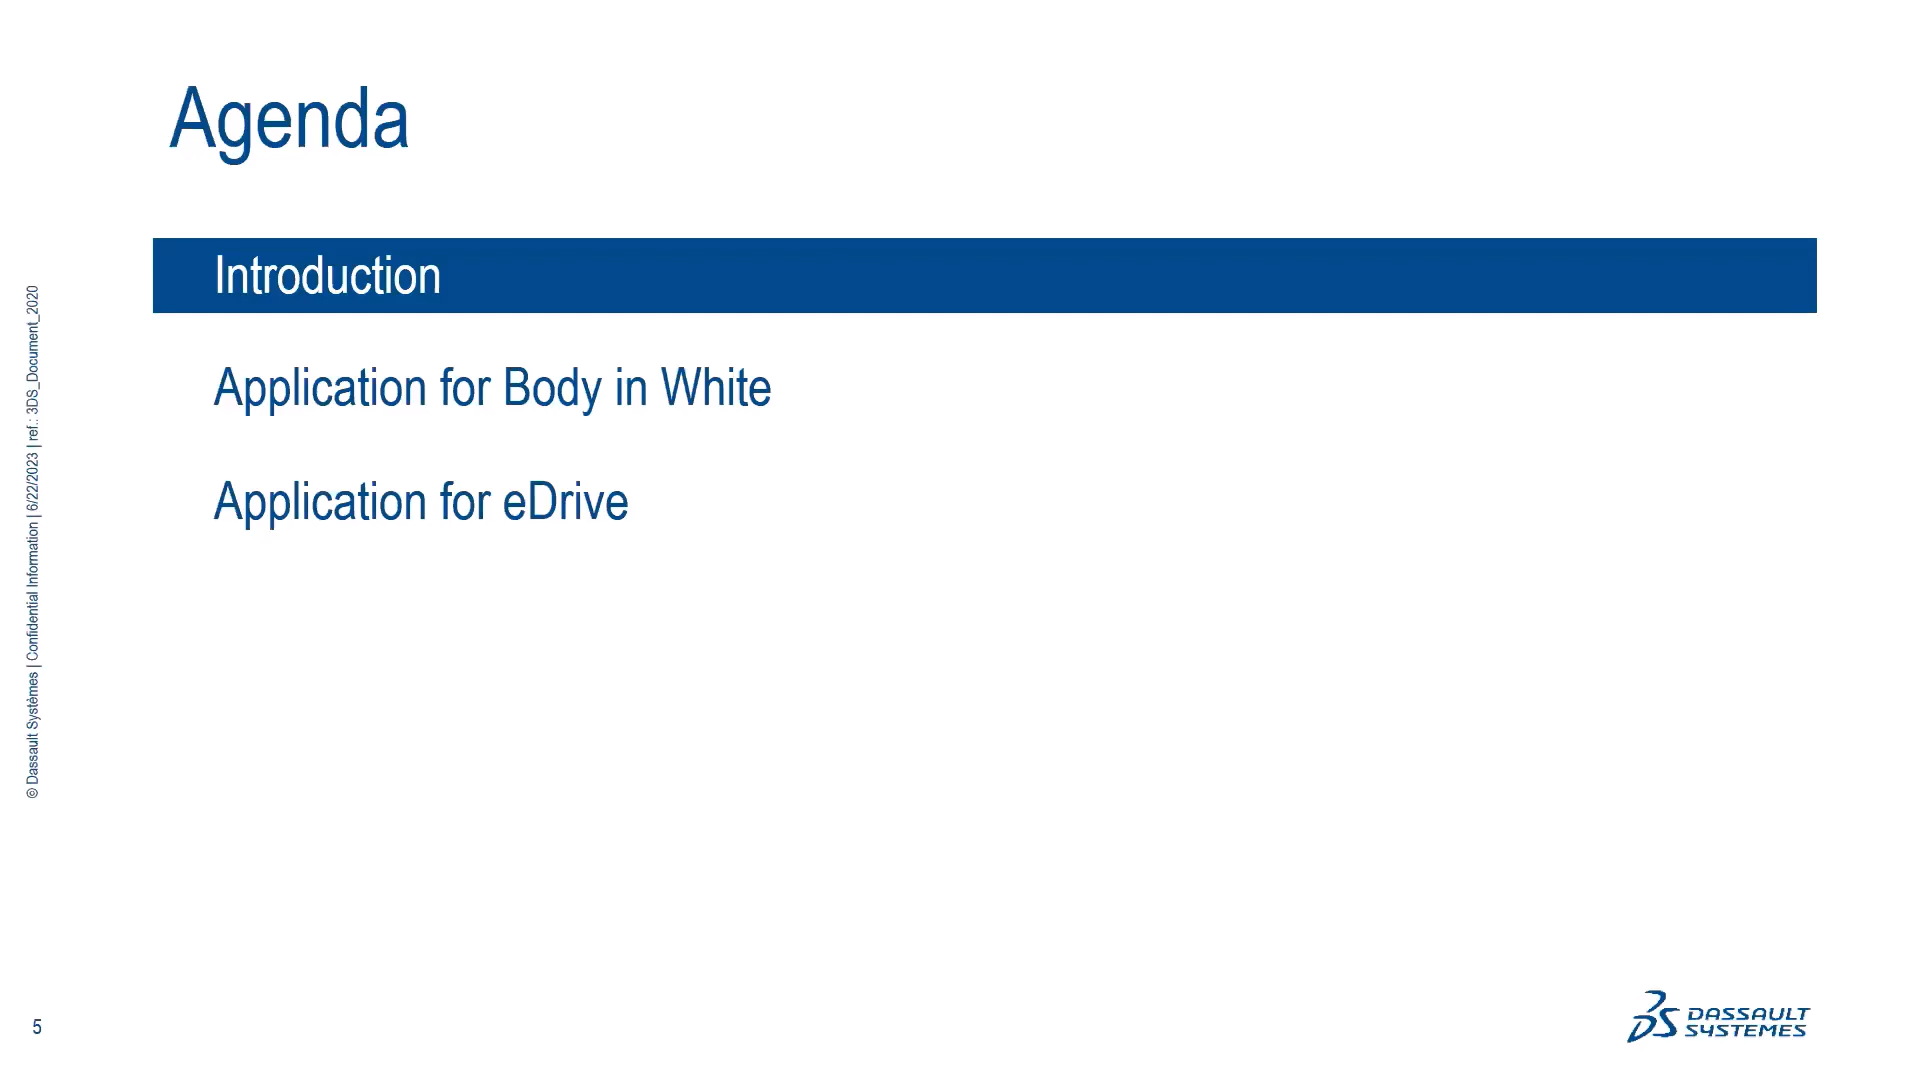 Agenda
Introduction
Application for Body in White
Application for eDrive
© Dassault Systèmes | Confidential Information | 6/22/2023 | ref.: 3DS_Document_2020
5
3DS DASSAULT
SYSTEMES